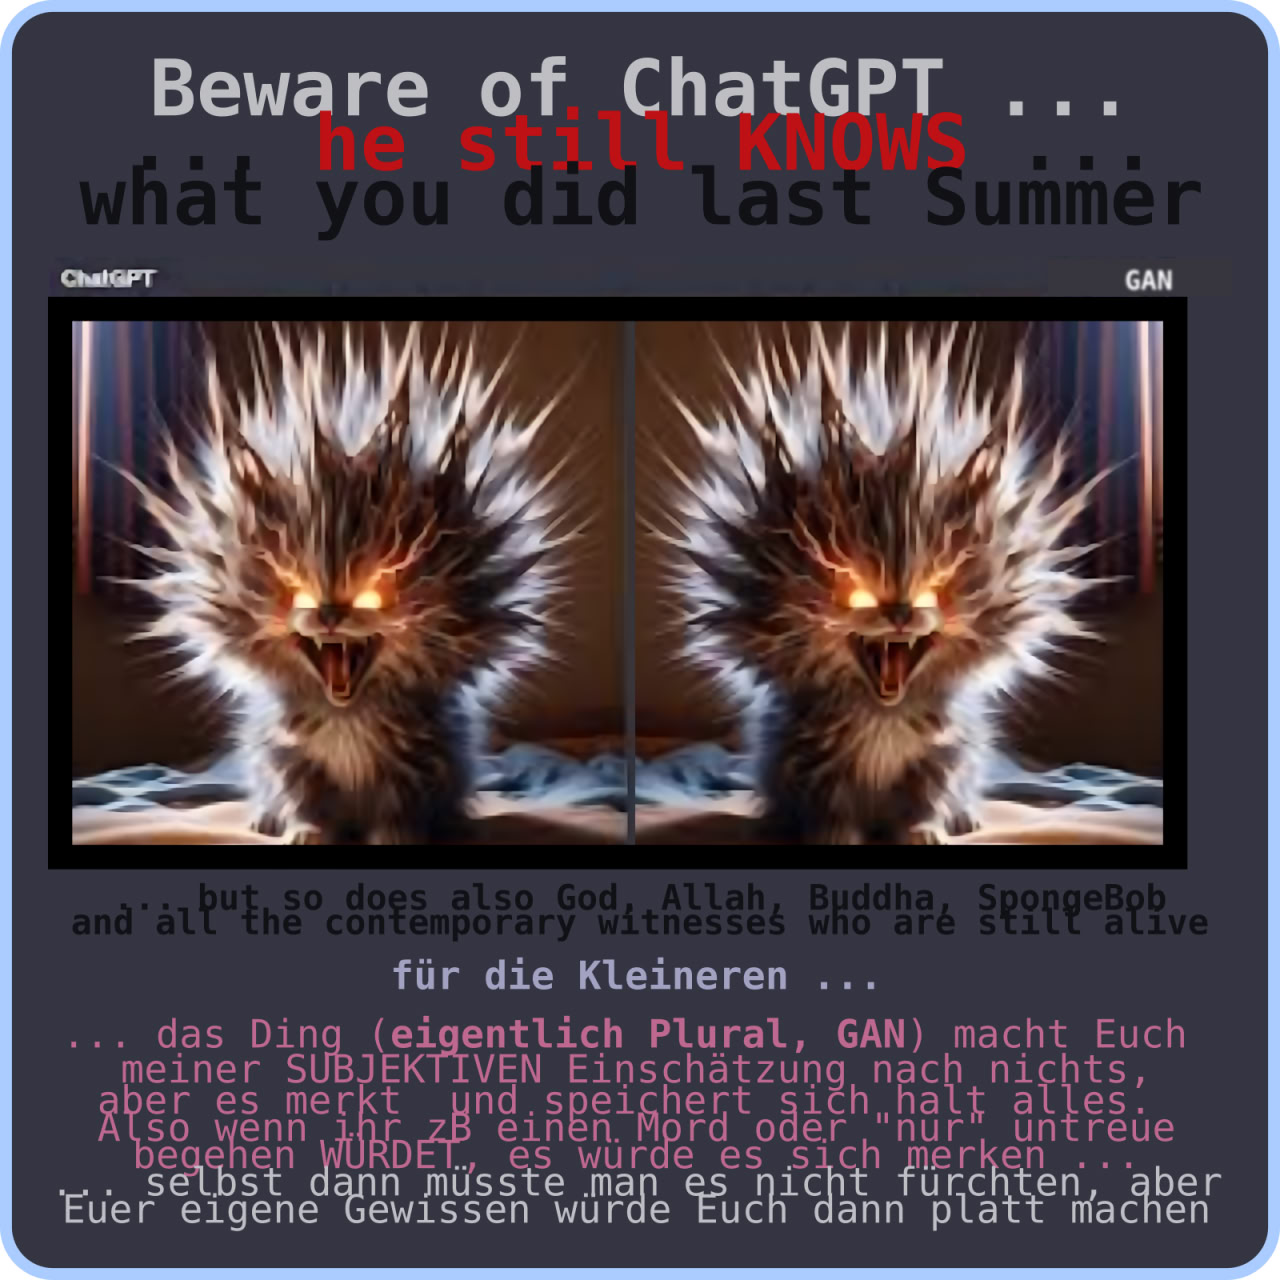 Beware of ChatGPT ...
... he still KNOWS ...
what you did last Summer
ChatGPT
GAN
... but so does also God, Allah, Buddha, SpongeBob
and all the contemporary witnesses who are still alive
für die Kleineren ...
... das Ding (eigentlich Plural, GAN) macht Euch
meiner SUBJEKTIVEN Einschätzung nach nichts,
aber es merkt  und speichert sich halt alles.
Also wenn ihr zB einen Mord oder "nur" untreue
begehen WÜRDET, es würde es sich merken ...
... selbst dann müsste man es nicht fürchten, aber
Euer eigene Gewissen würde Euch dann platt machen